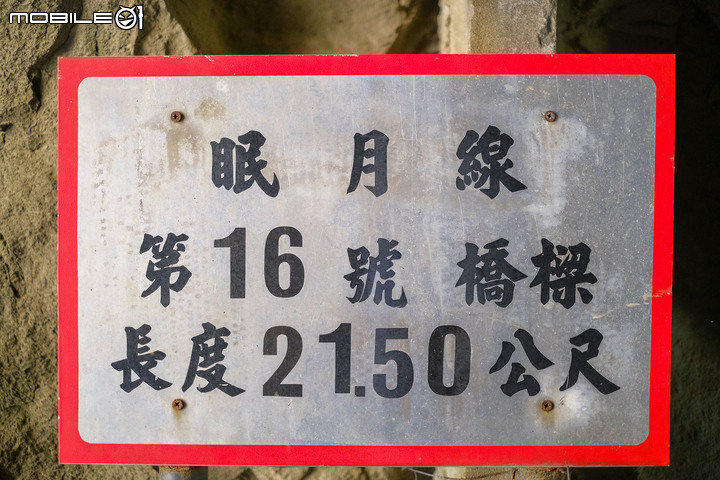 MOBILE01
眠月線
第16號橋樑
長度21.50公尺